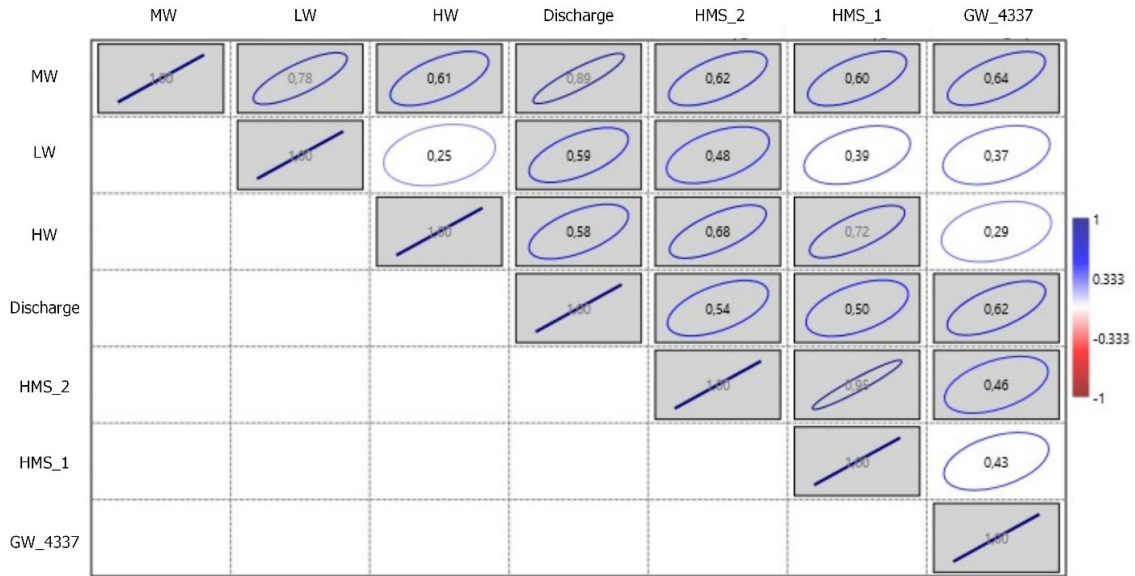 MW LW HW Discharge HMS_2 HMS_1 GW_4337
MW 1,00 0,78 0,61 0,89 0,62 0,60 0,64
LW 1,00 0,25 0,59 0,48 0,39 0,37
HW 1,00 0,58 0,68 0,72 0,29
1
Discharge 1,00 0,54 0,50 0,62
0.333
-0.333
HMS_2 1,00 0,95 0,46
-1
HMS_1 1,00 0,43
GW_4337 1,00